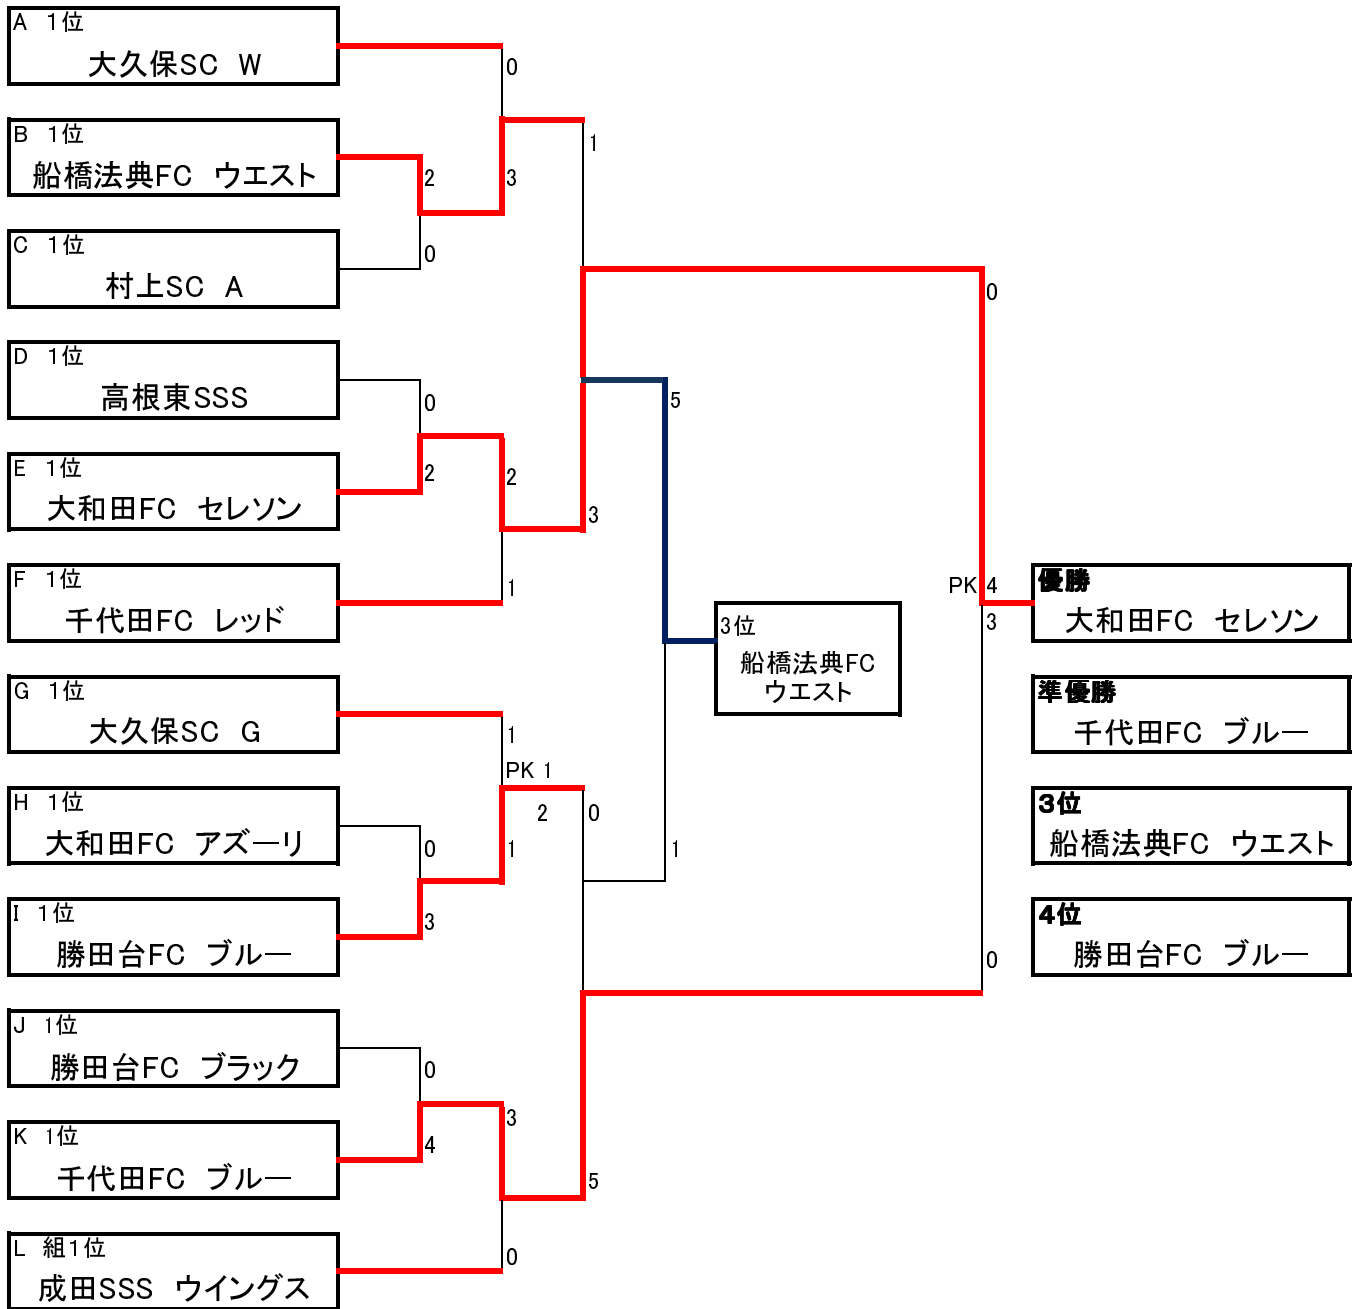 A 1位
大久保SC W
0
B 1位
船橋法典FC ウエスト
1
2
3
C 1位
村上SC A
0
0
D 1位
高根東SSS
0
5
E 1位
大和田FC セレソン
2
2
3
F 1位
千代田FC レッド
1
PK 4
3
優勝
大和田FC セレソン
3位
船橋法典FC
ウエスト
G 1位
大久保SC G
1
準優勝
千代田FC ブルー
PK 1
2
0
H 1位
大和田FC アズーリ
0
1
1
3位
船橋法典FC ウエスト
I 1位
勝田台FC ブルー
3
0
4位
勝田台FC ブルー
J 1位
勝田台FC ブラック
0
3
K 1位
千代田FC ブルー
4
5
L 組1位
成田SSS ウイングス
0